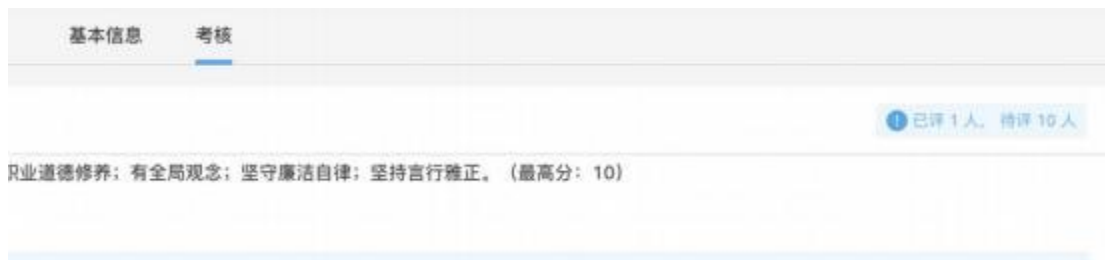 基本信息 考核
已评 1 人， 待评 10 人
职业道德修养；有全局观念；坚守廉洁自律；坚持言行雅正。（最高分：10）